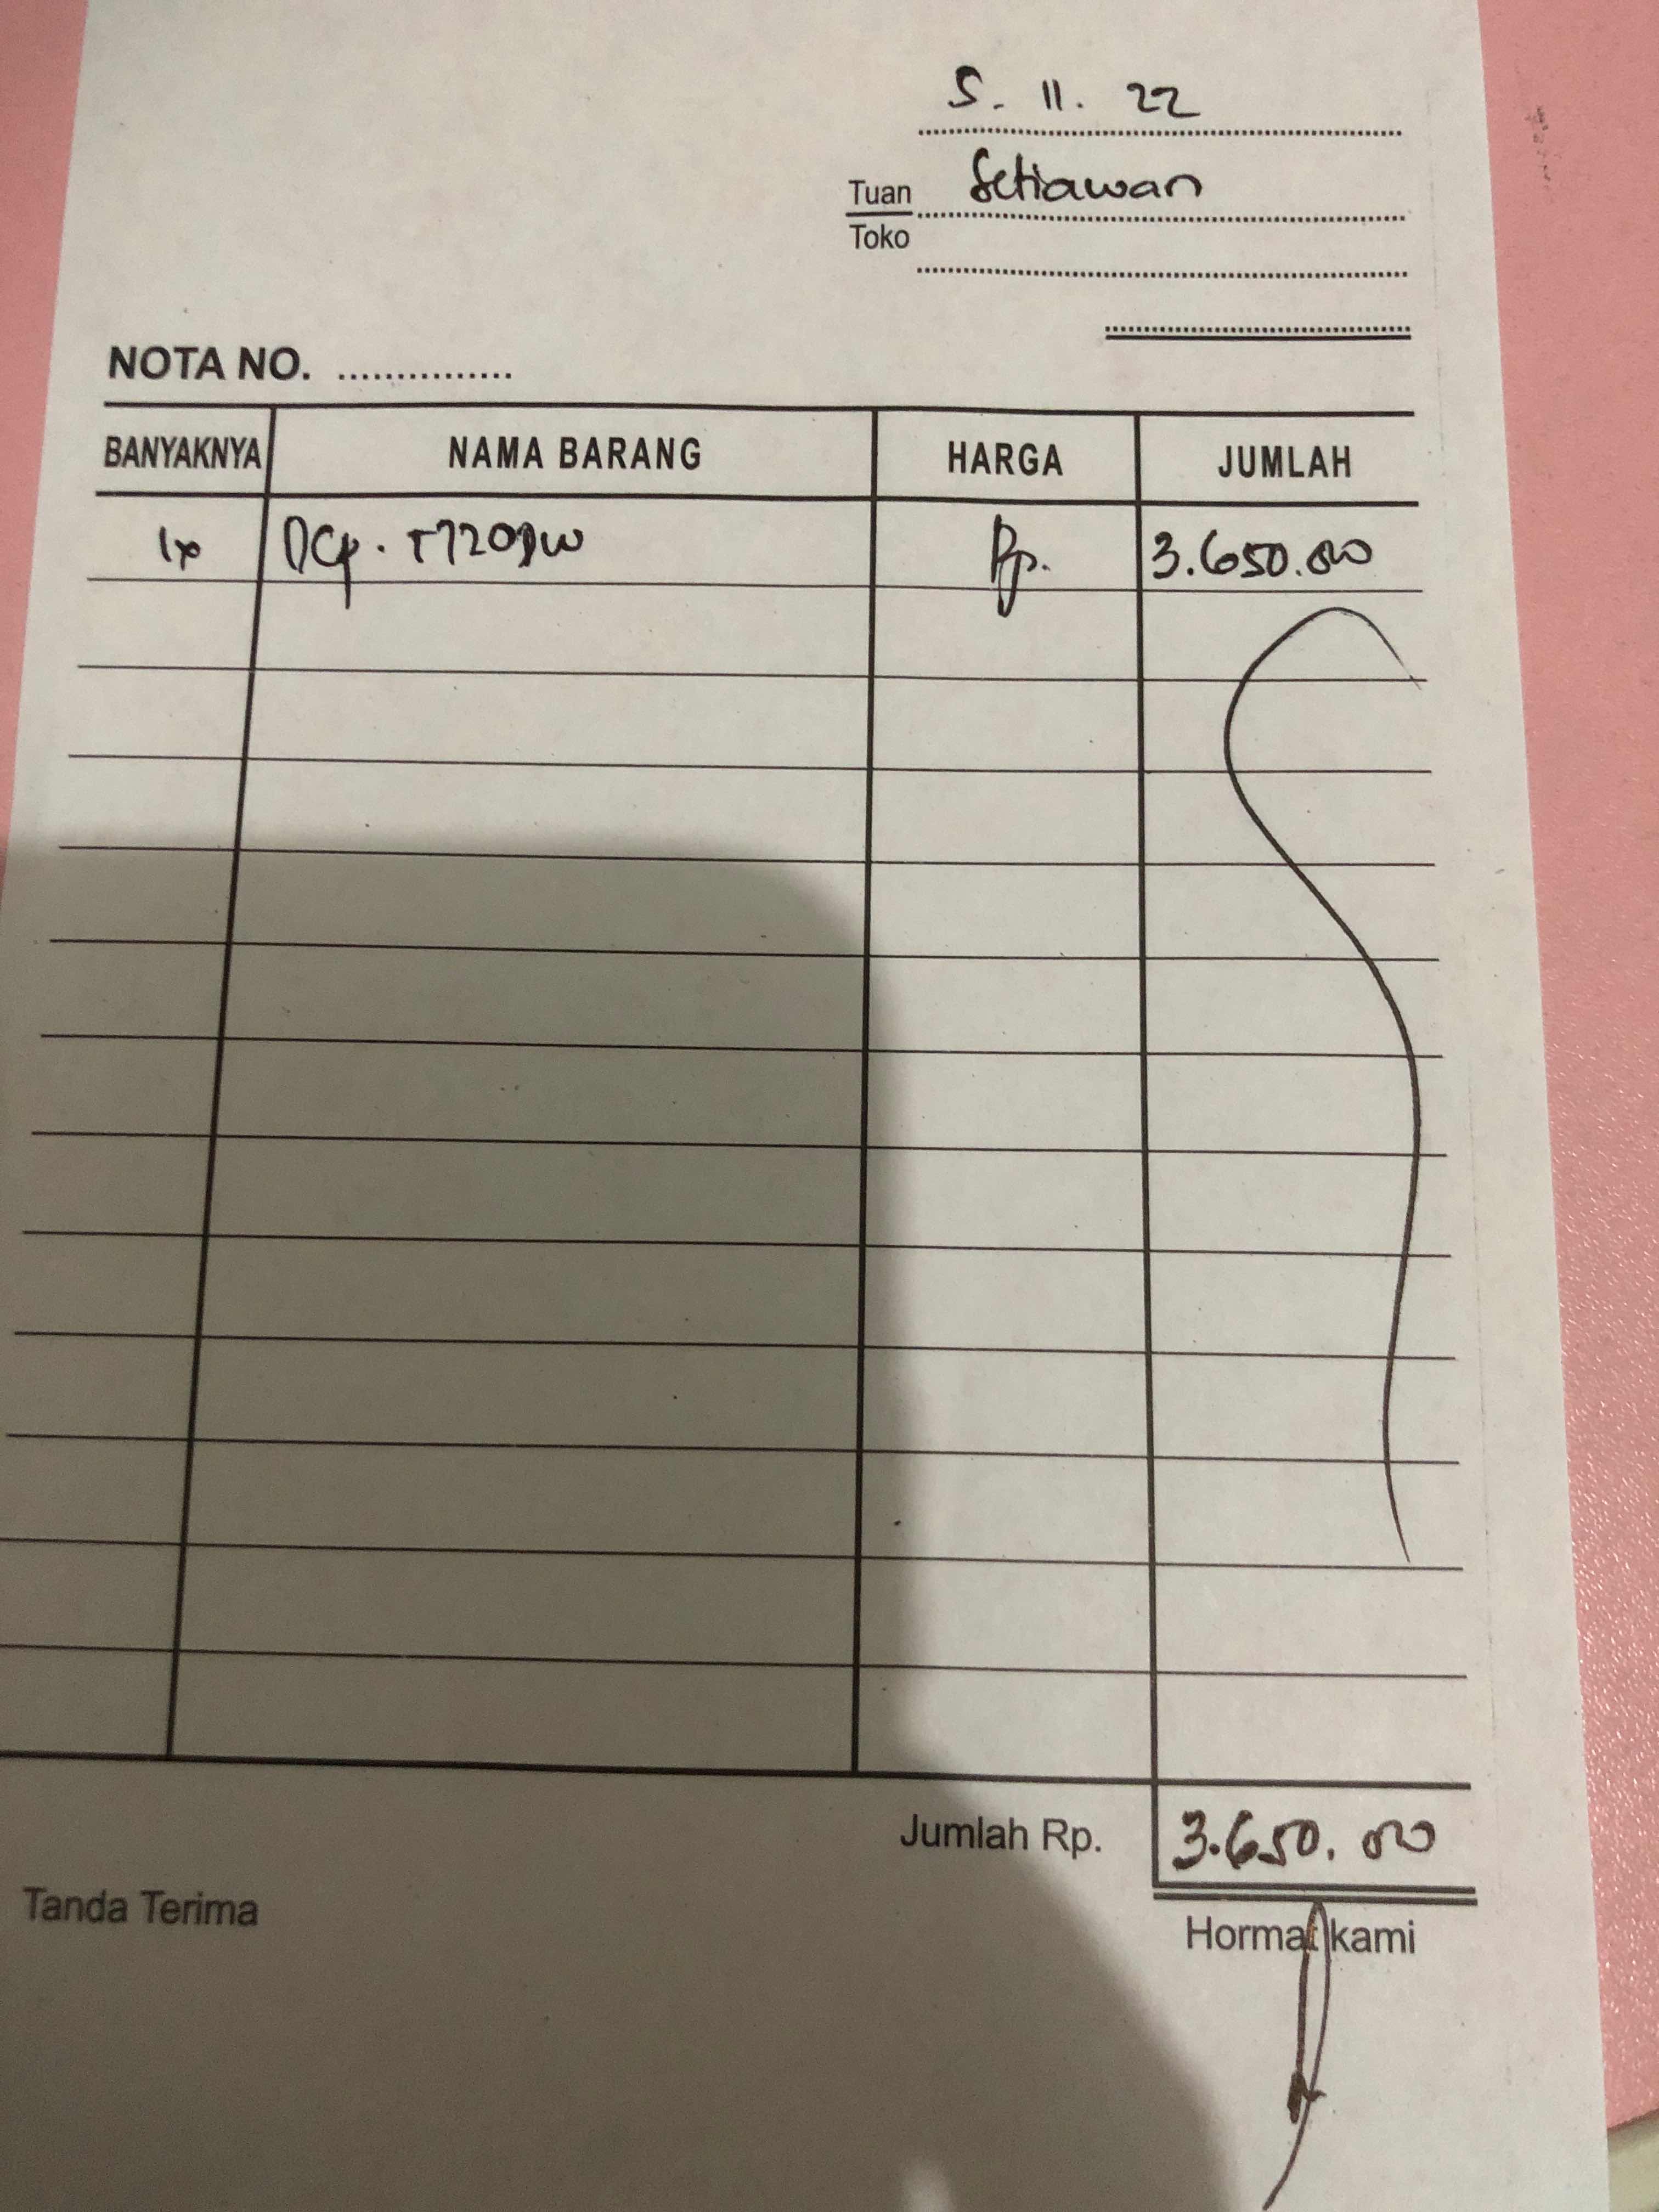 5. 11. 22
Tuan Setiawan
Toko
NOTA NO. ...............
BANYAKNYA NAMA BARANG HARGA JUMLAH
1x DCP. T720DW Rp. 3.650.000
Jumlah Rp. 3.650.000
Tanda Terima Hormat kami